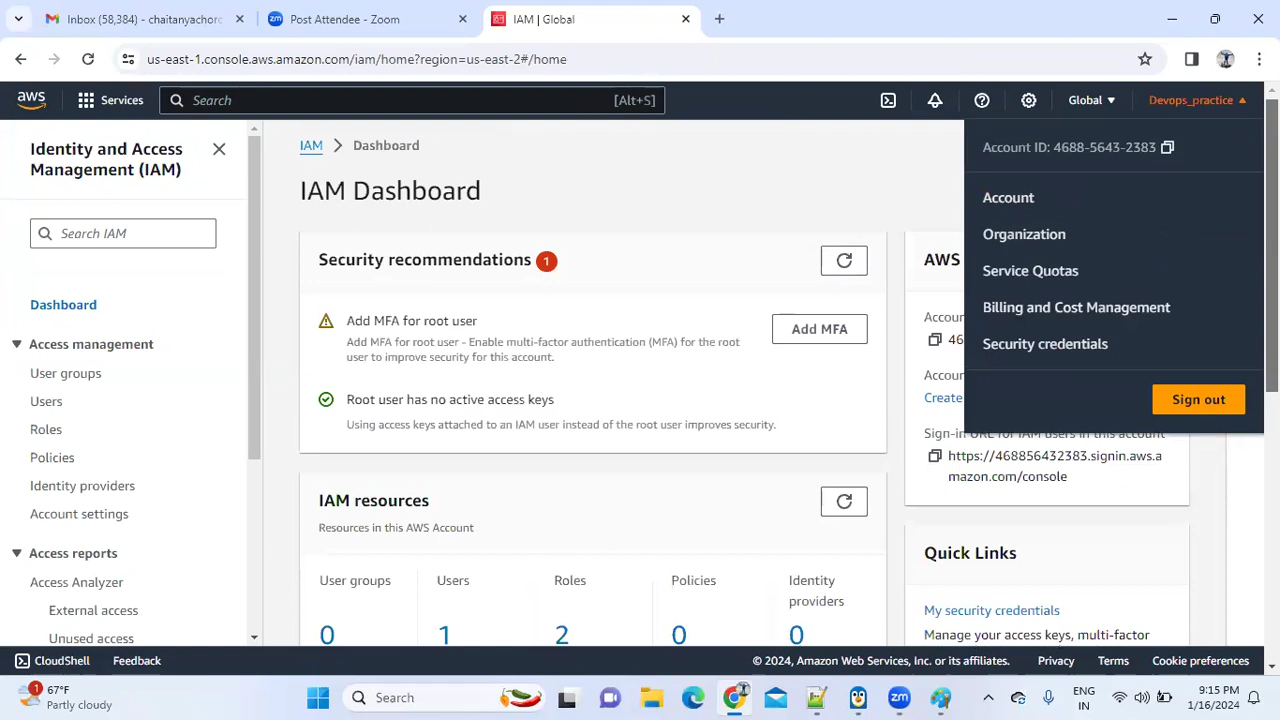 Inbox (58,384) - chaitanyachord
Post Attendee - Zoom
IAM | Global
us-east-1.console.aws.amazon.com/iam/home?region=us-east-2#/home
aws
Services
Search
[Alt+S]
Global
Devops_practice
Identity and Access
Management (IAM)
Search IAM
Dashboard
Access management
User groups
Users
Roles
Policies
Identity providers
Account settings
Access reports
Access Analyzer
External access
Unused access
IAM
Dashboard
IAM Dashboard
Security recommendations 1
Add MFA for root user
Add MFA for root user - Enable multi-factor authentication (MFA) for the root
user to improve security for this account.
Add MFA
Root user has no active access keys
Using access keys attached to an IAM user instead of the root user improves security.
IAM resources
Resources in this AWS Account
User groups
Users
Roles
Policies
Identity
providers
0
1
2
0
0
AWS
Accou
46
Accou
Create
Sign-in URL for IAM users in this account
https://468856432383.signin.aws.a
mazon.com/console
Quick Links
My security credentials
Manage your access keys, multi-factor
Account ID: 4688-5643-2383
Account
Organization
Service Quotas
Billing and Cost Management
Security credentials
Sign out
CloudShell
Feedback
© 2024, Amazon Web Services, Inc. or its affiliates.
Privacy
Terms
Cookie preferences
1
67°F
Partly cloudy
Search
ENG
IN
9:15 PM
1/16/2024